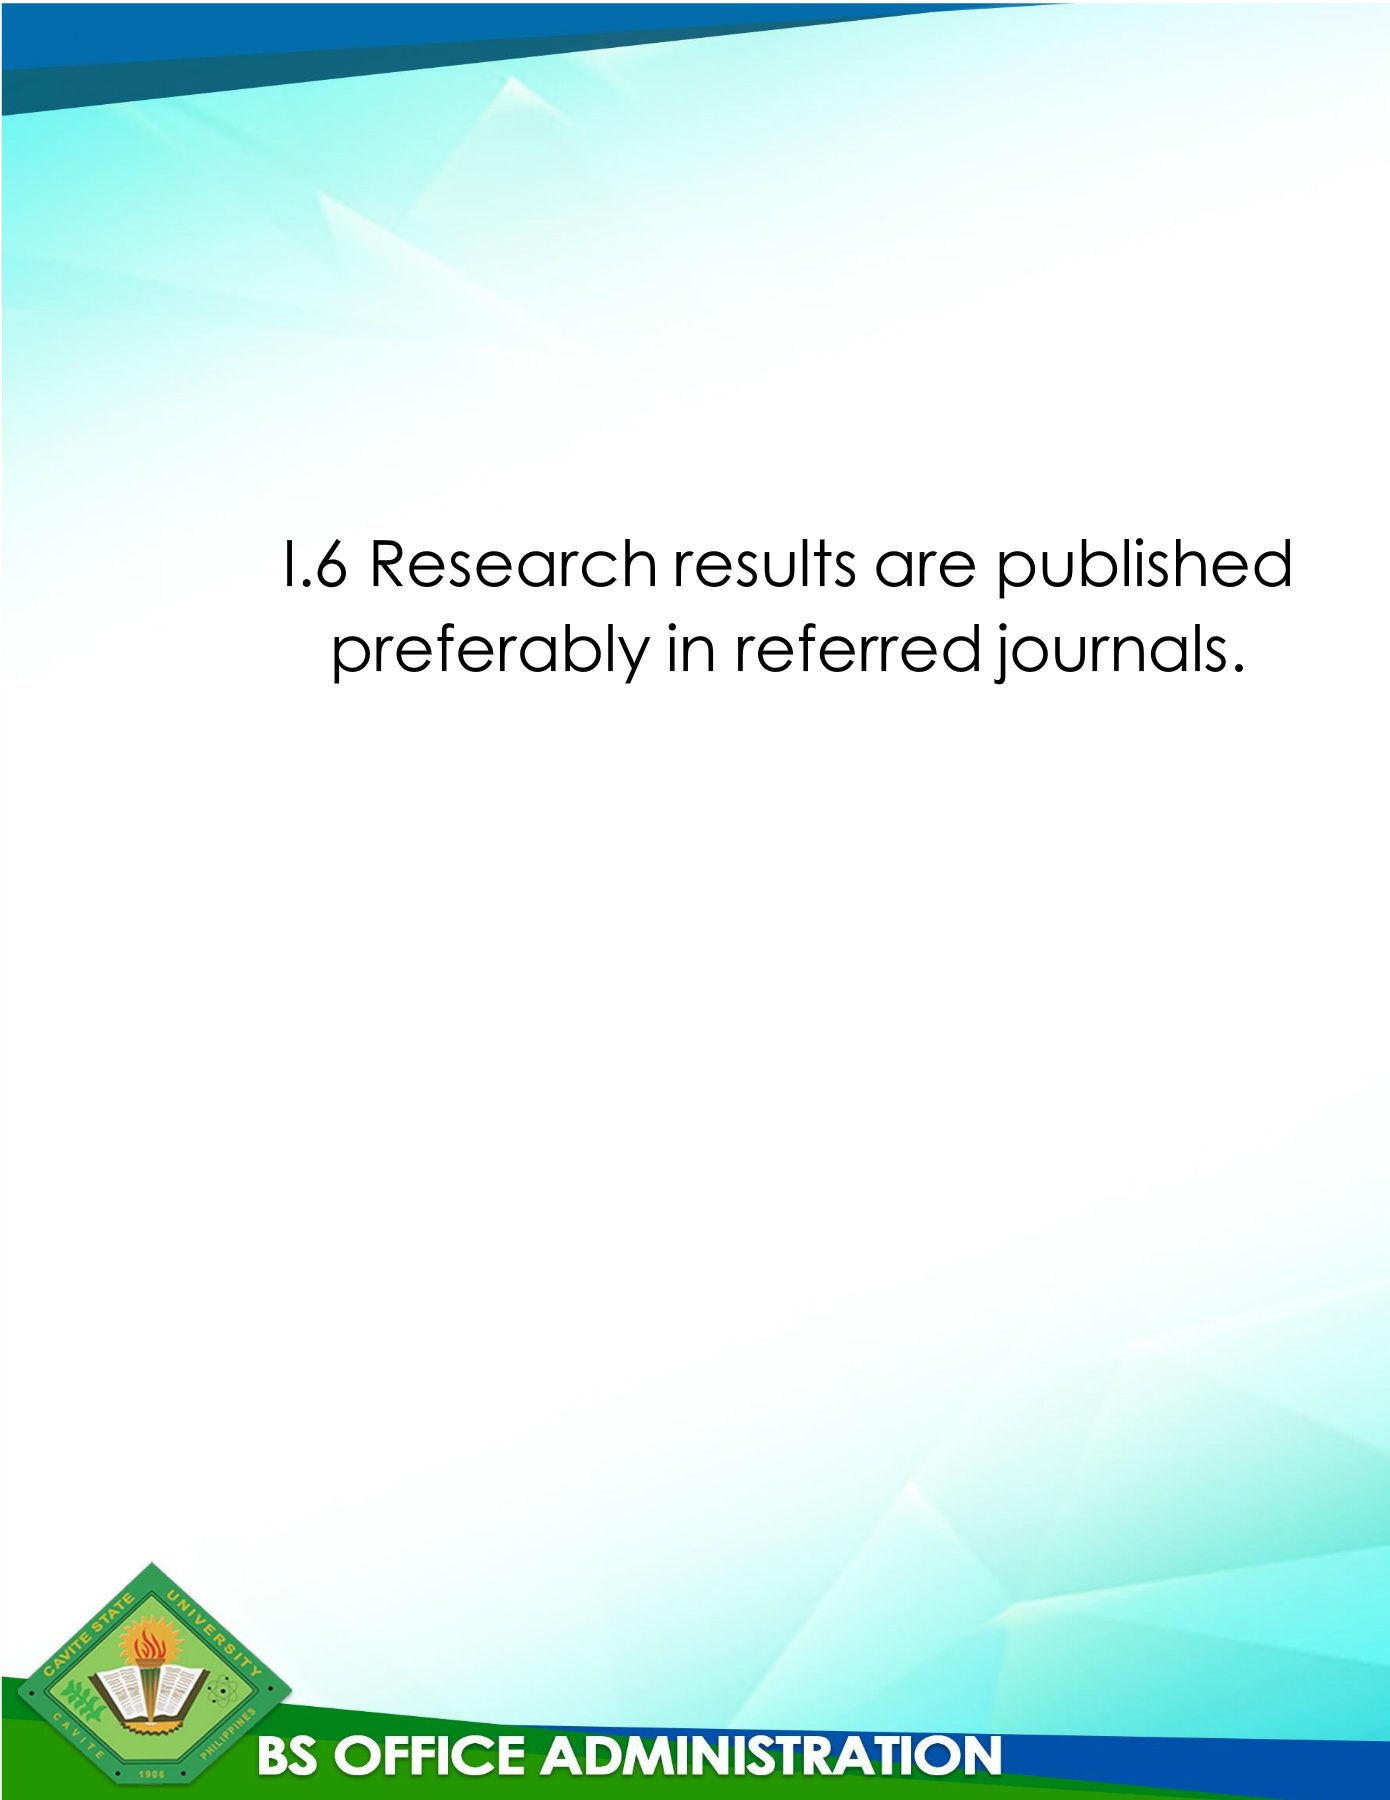 I.6 Research results are published
preferably in referred journals.
CAVITE STATE UNIVERSITY
CAVITE
PHILIPPINES
1906
BS OFFICE ADMINISTRATION